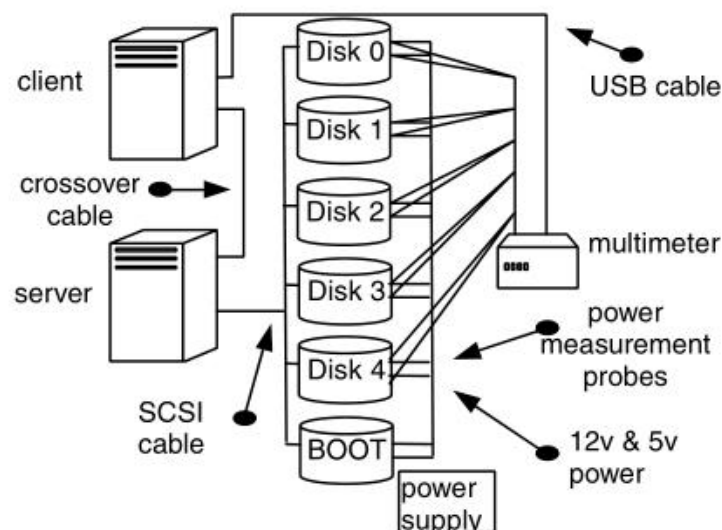 client
crossover
cable
server
SCSI
cable
Disk 0
Disk 1
Disk 2
Disk 3
Disk 4
BOOT
power
supply
USB cable
multimeter
power
measurement
probes
12v & 5v
power